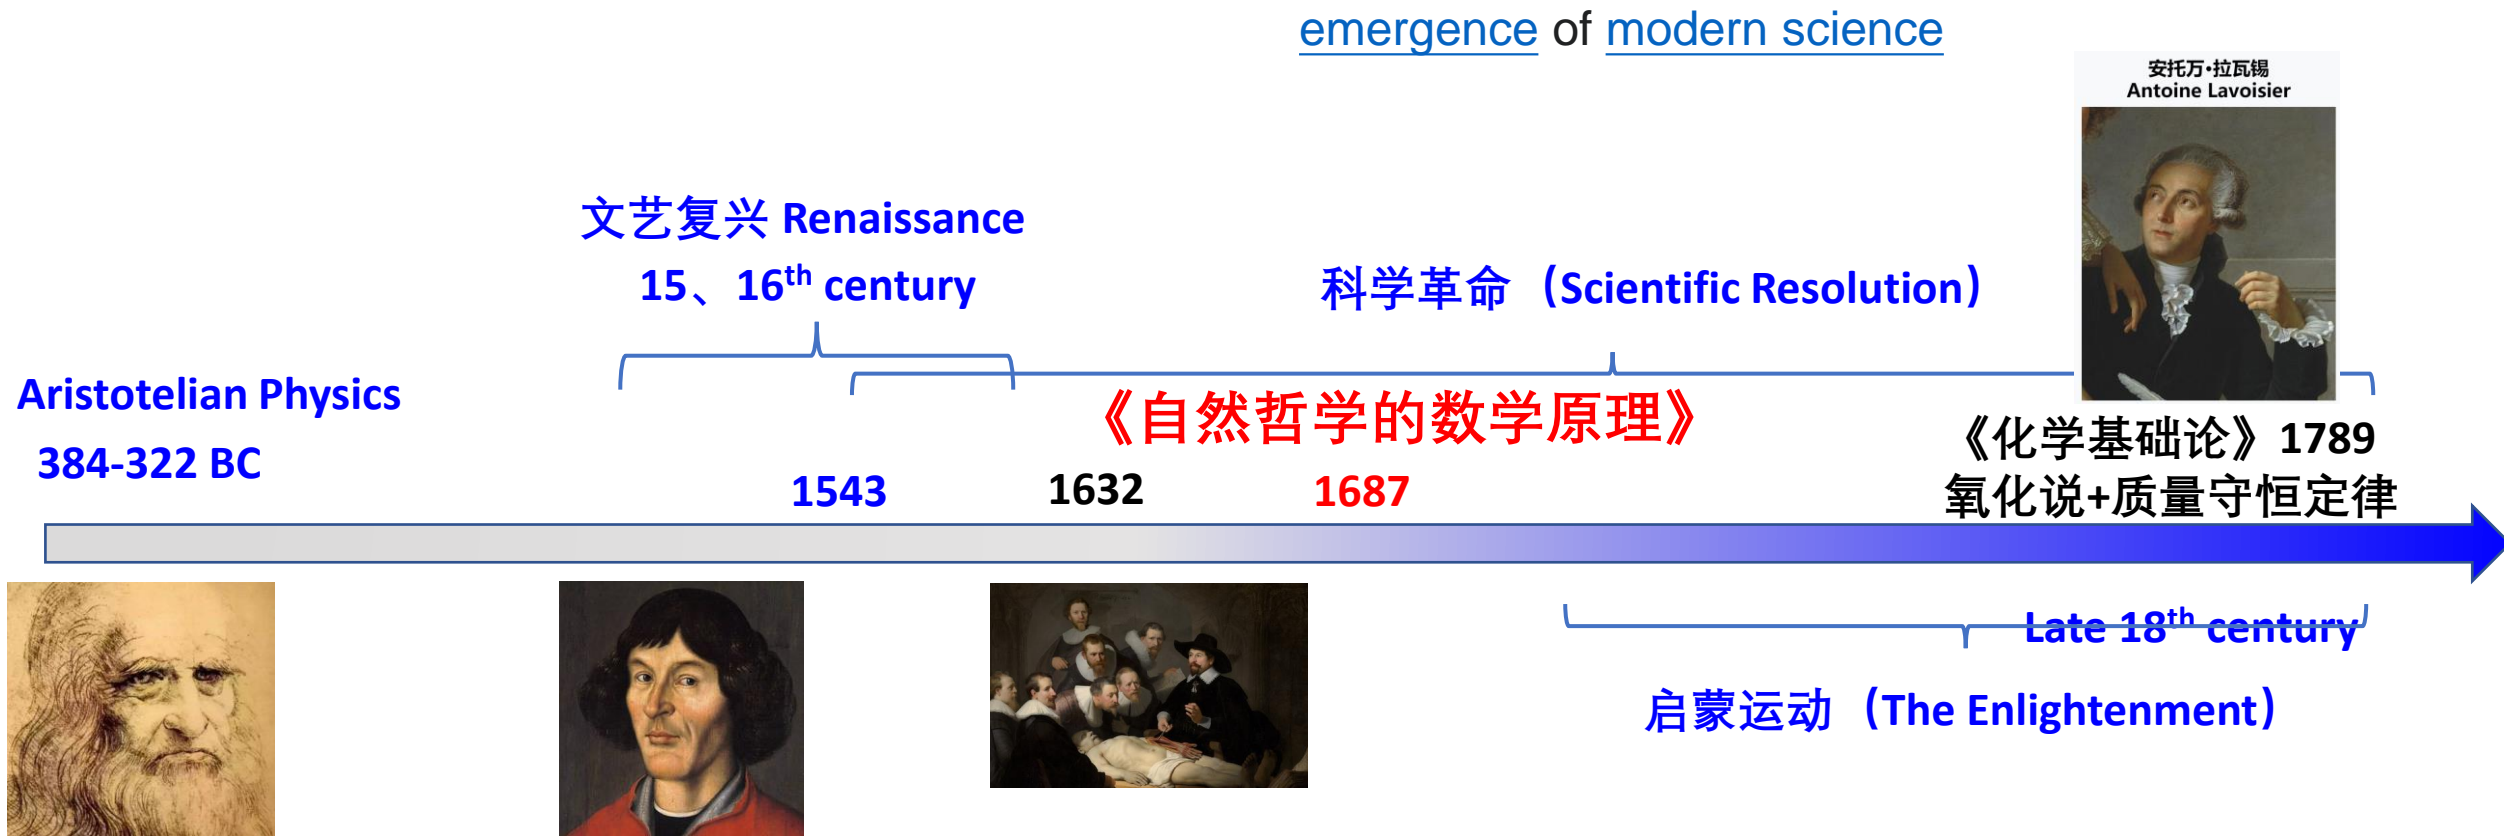 emergence of modern science
安托万•拉瓦锡
Antoine Lavoisier
文艺复兴 Renaissance
15、16th century
科学革命（Scientific Resolution）
Aristotelian Physics
384-322 BC
《自然哲学的数学原理》
1543
1632
1687
《化学基础论》1789
氧化说+质量守恒定律
Late 18th century
启蒙运动（The Enlightenment）